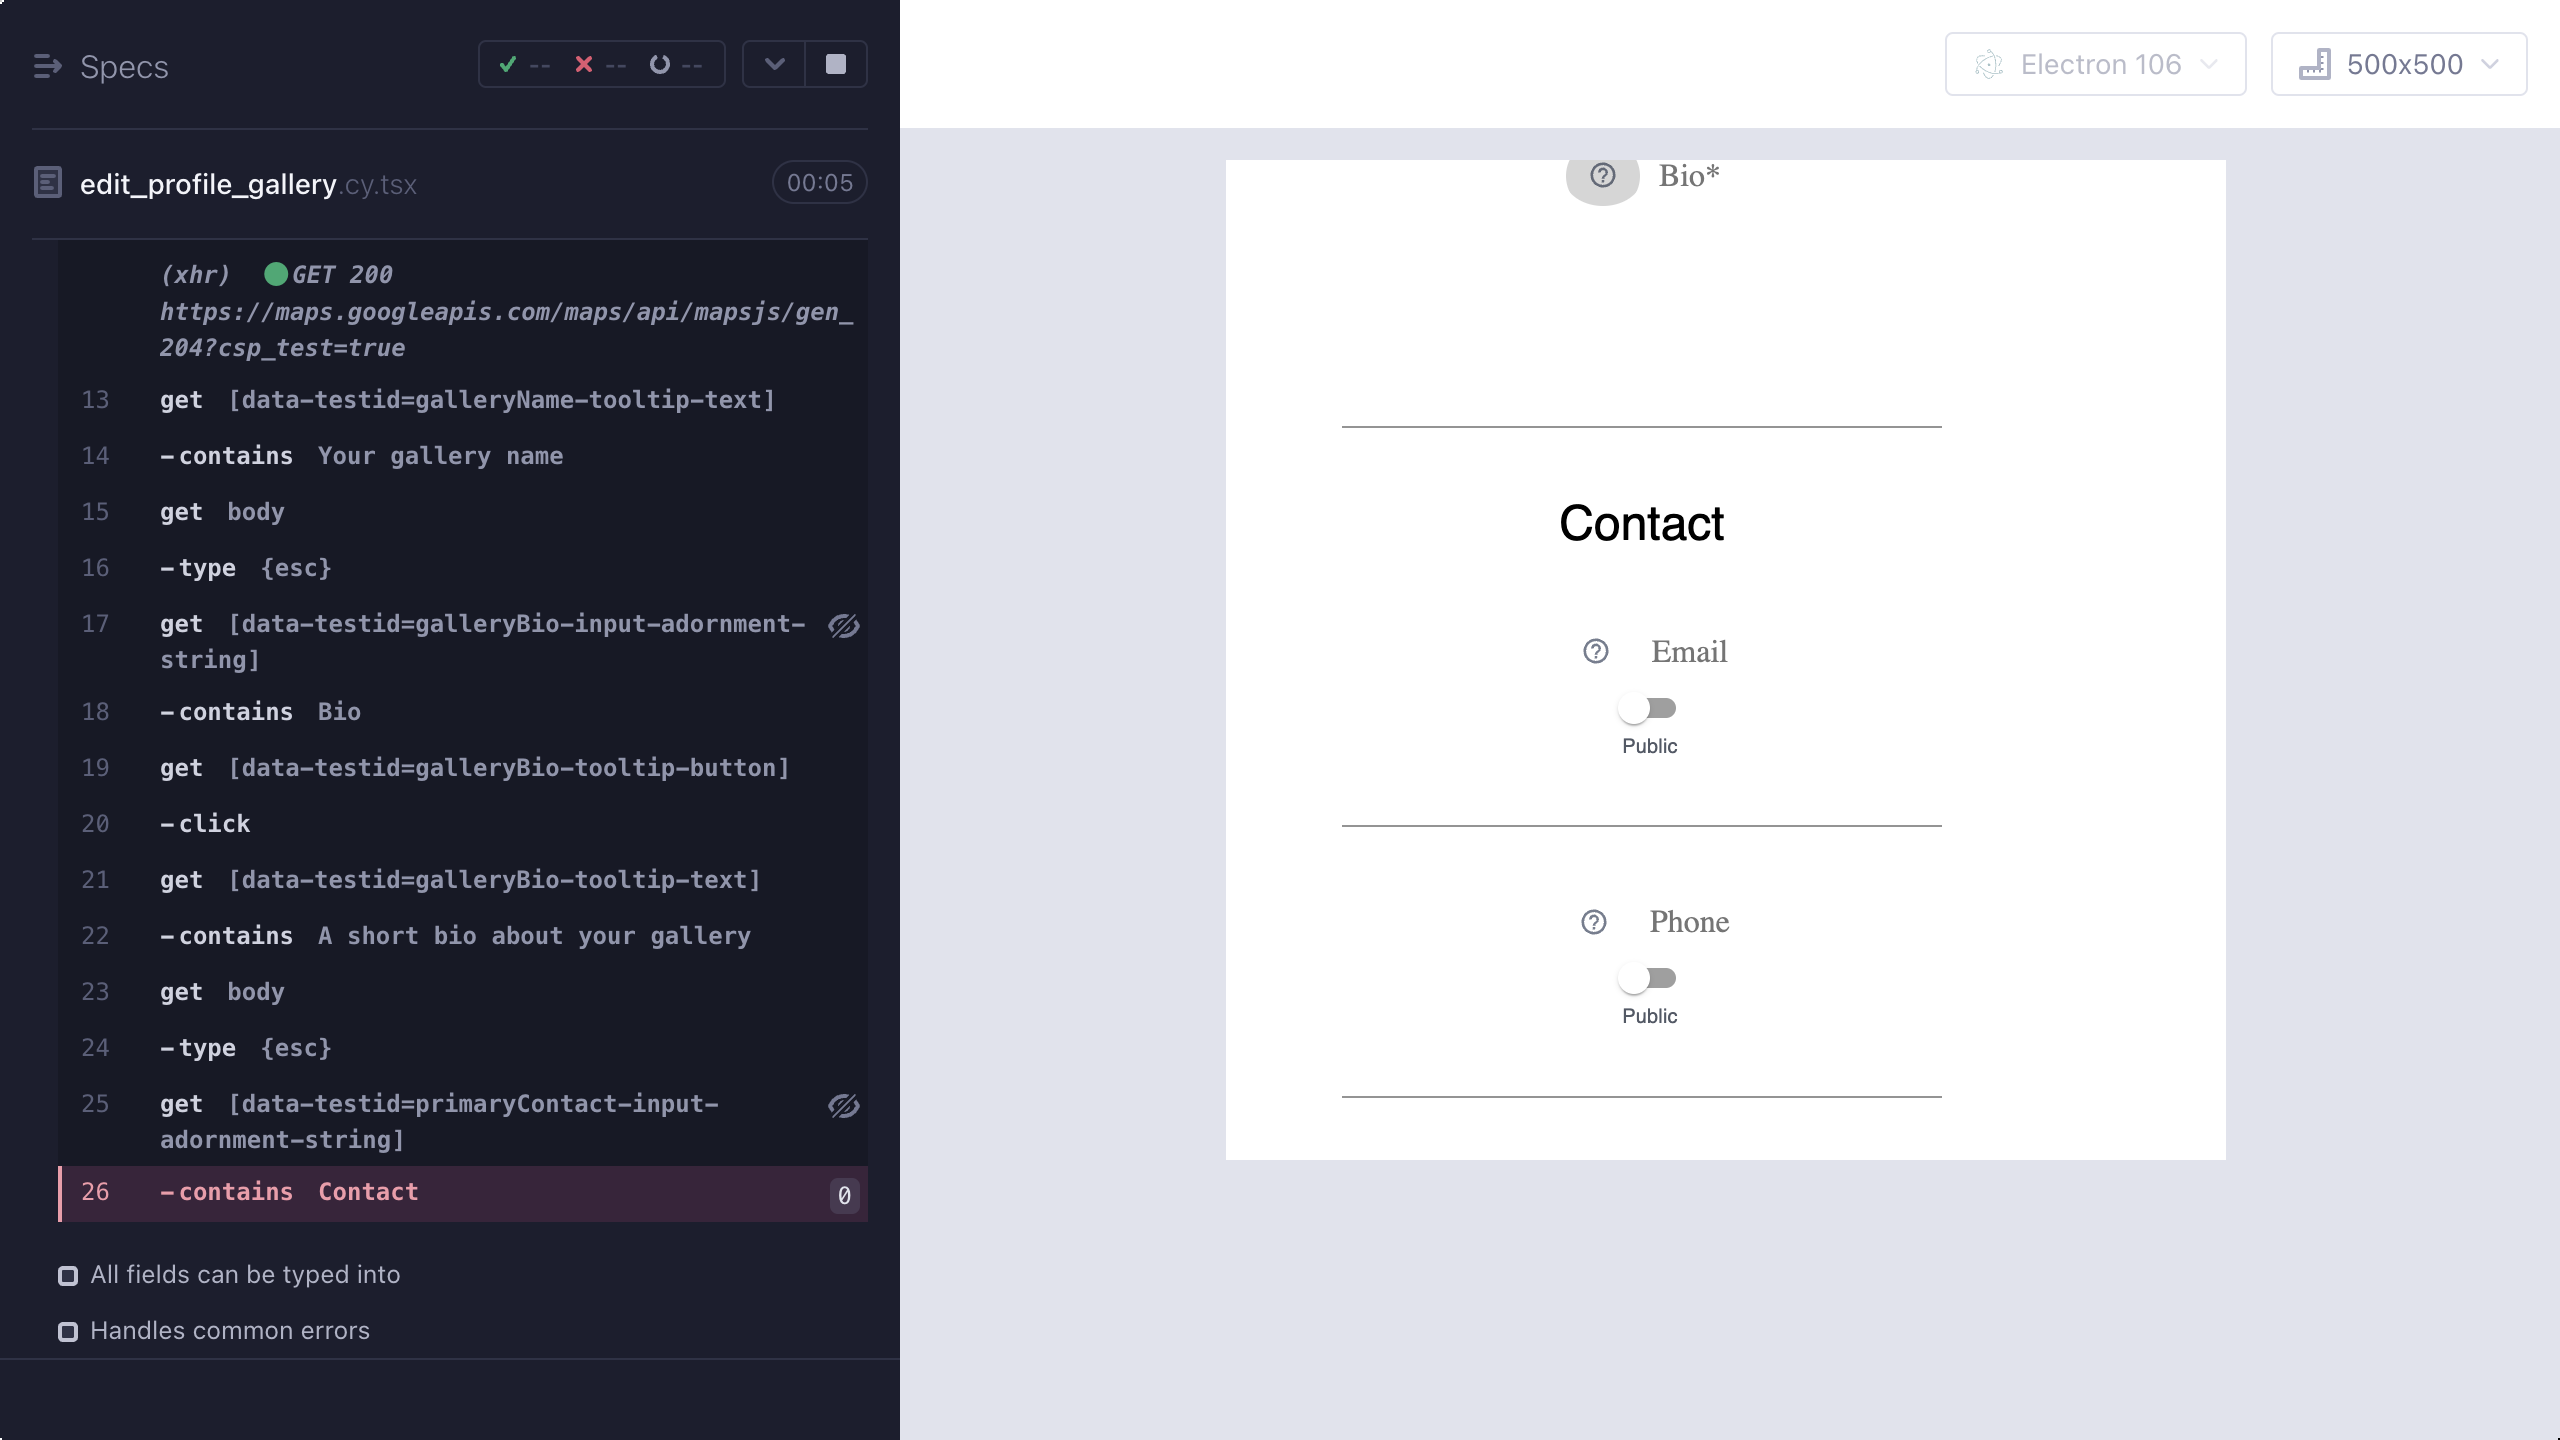 Specs
--
--
--
edit_profile_gallery.cy.tsx
00:05
(xhr) GET 200
https://maps.googleapis.com/maps/api/mapsjs/gen_
204?csp_test=true
13 get [data-testid=galleryName-tooltip-text]
14 -contains Your gallery name
15 get body
16 -type {esc}
17 get [data-testid=galleryBio-input-adornment-
string]
18 -contains Bio
19 get [data-testid=galleryBio-tooltip-button]
20 -click
21 get [data-testid=galleryBio-tooltip-text]
22 -contains A short bio about your gallery
23 get body
24 -type {esc}
25 get [data-testid=primaryContact-input-
adornment-string]
26 -contains Contact 0
All fields can be typed into
Handles common errors
Electron 106
500x500
Bio*
Contact
Email
Public
Phone
Public